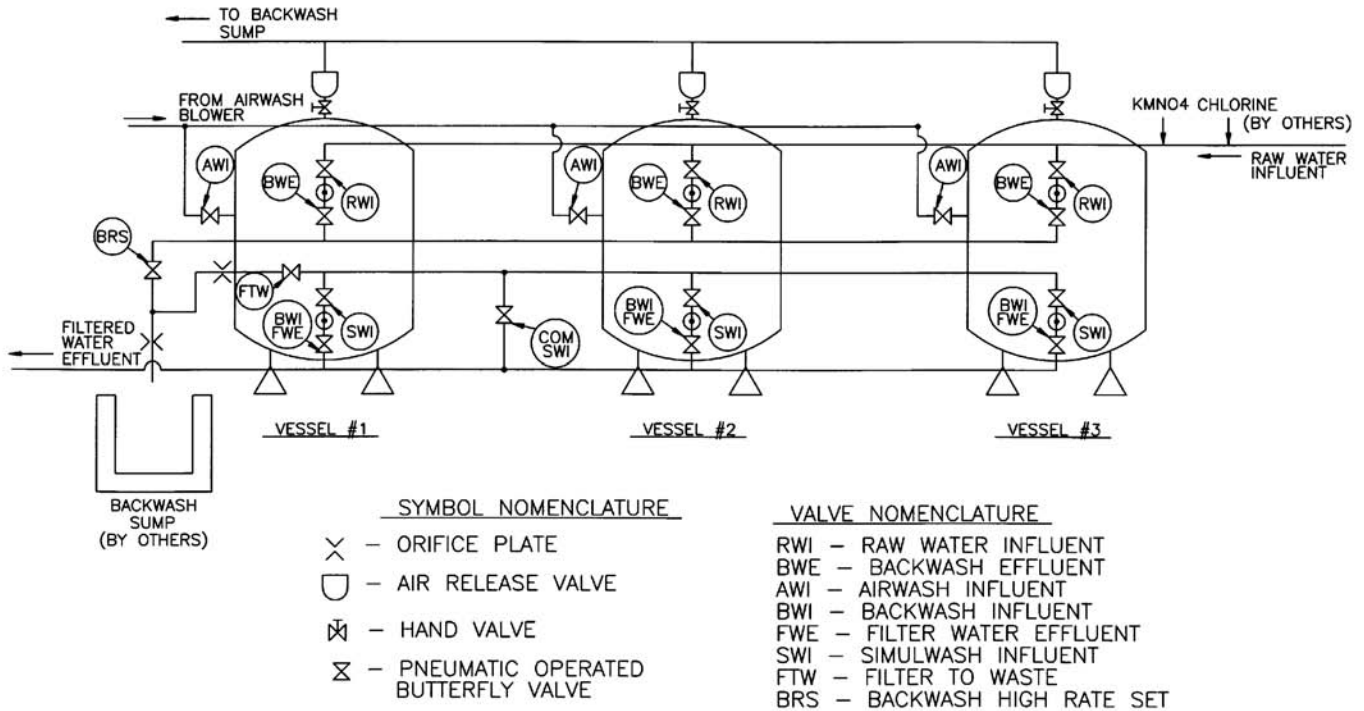 TO BACKWASH
SUMP
FROM AIRWASH
BLOWER
KMNO4 CHLORINE
(BY OTHERS)
RAW WATER
INFLUENT
AWI
BWE
RWI
AWI
BWE
RWI
AWI
BWE
RWI
BRS
FTW
BWI
FWE
SWI
COM
SWI
BWI
FWE
SWI
BWI
FWE
SWI
FILTERED
WATER
EFFLUENT
VESSEL #1
VESSEL #2
VESSEL #3
BACKWASH
SUMP
(BY OTHERS)
SYMBOL NOMENCLATURE
– ORIFICE PLATE
– AIR RELEASE VALVE
– HAND VALVE
– PNEUMATIC OPERATED
BUTTERFLY VALVE
VALVE NOMENCLATURE
RWI – RAW WATER INFLUENT
BWE – BACKWASH EFFLUENT
AWI – AIRWASH INFLUENT
BWI – BACKWASH INFLUENT
FWE – FILTER WATER EFFLUENT
SWI – SIMULWASH INFLUENT
FTW – FILTER TO WASTE
BRS – BACKWASH HIGH RATE SET